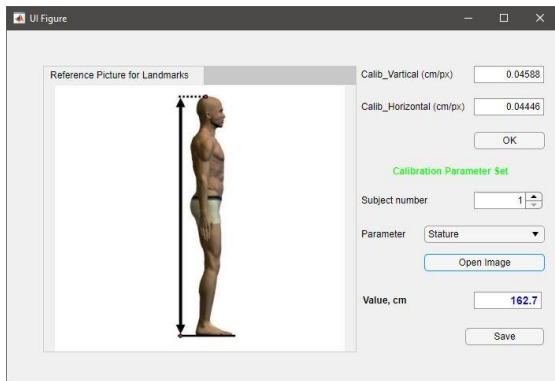 UI Figure
Reference Picture for Landmarks
Calib_Vartical (cm/px) 0.04588
Calib_Horizontal (cm/px) 0.04446
OK
Calibration Parameter Set
Subject number 1
Parameter Stature
Open Image
Value, cm 162.7
Save